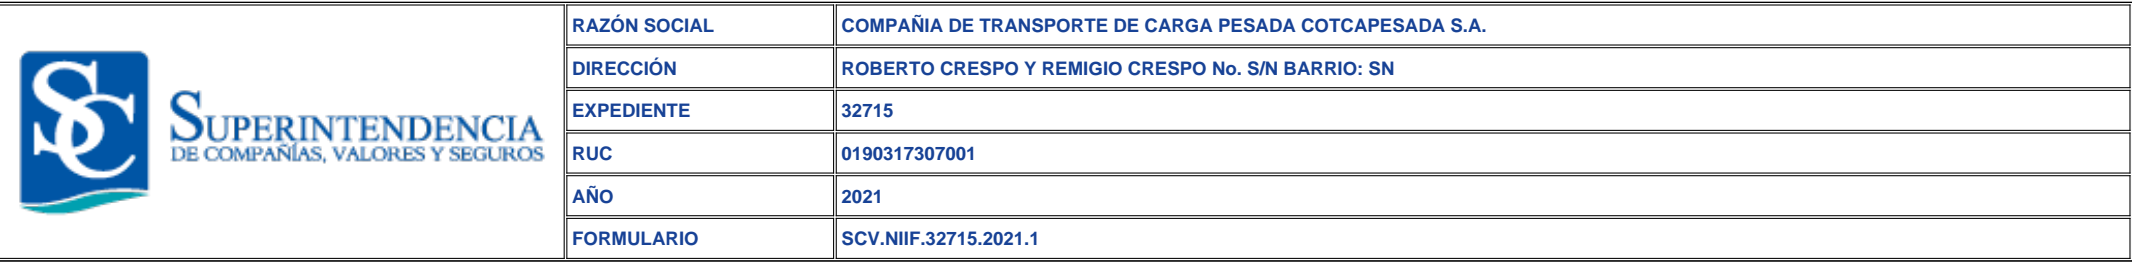 SC
SUPERINTENDENCIA
DE COMPAÑÍAS, VALORES Y SEGUROS
RAZÓN SOCIAL COMPAÑIA DE TRANSPORTE DE CARGA PESADA COTCAPESADA S.A.
DIRECCIÓN ROBERTO CRESPO Y REMIGIO CRESPO No. S/N BARRIO: SN
EXPEDIENTE 32715
RUC 0190317307001
AÑO 2021
FORMULARIO SCV.NIIF.32715.2021.1